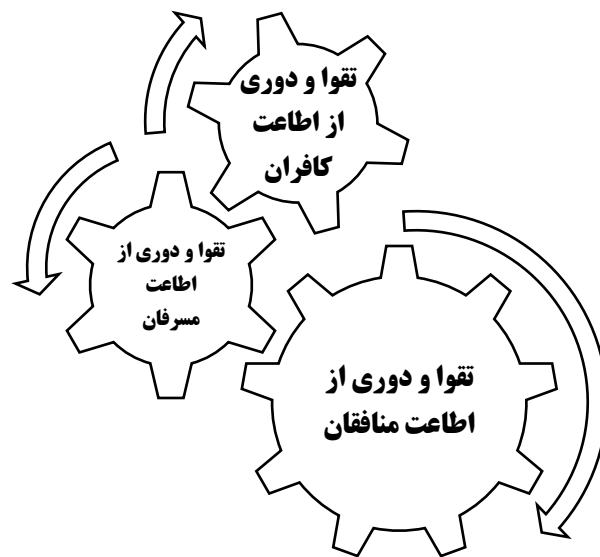 تقوا و دوری
از اطاعت
کافران
تقوا و دوری از
اطاعت
مسرفان
تقوا و دوری از
اطاعت منافقان